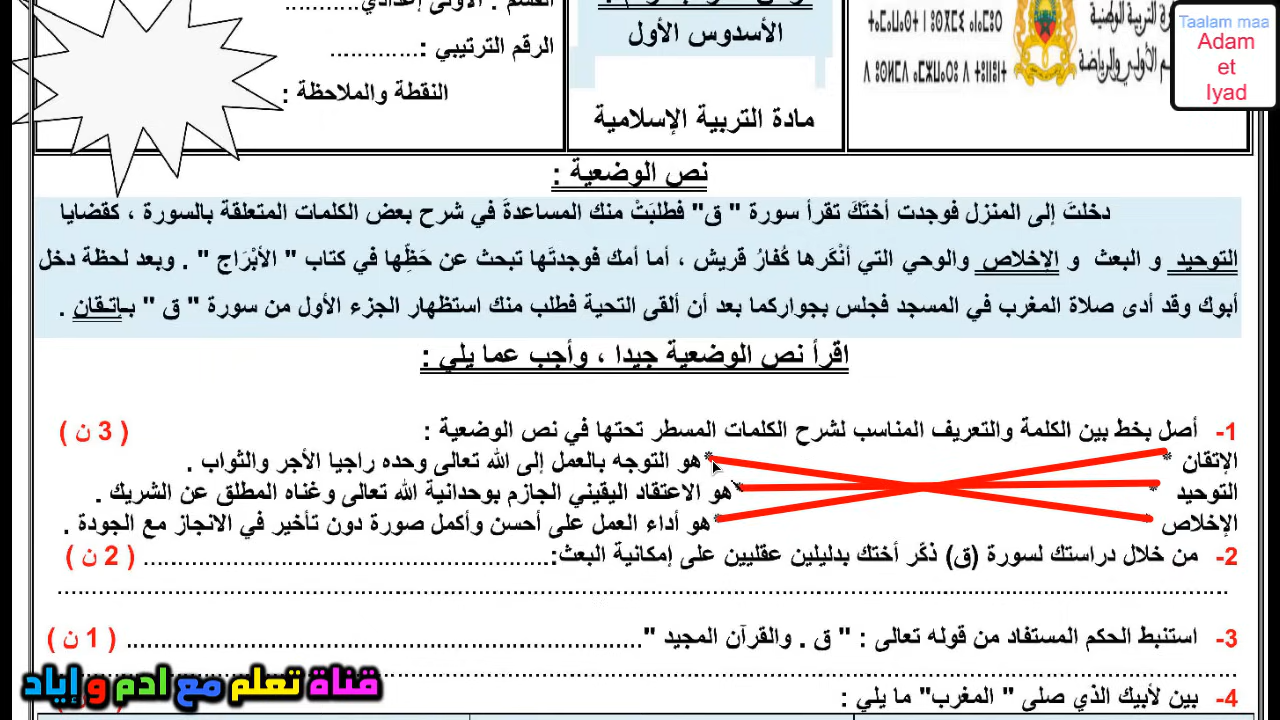 القسم : الأولى إعدادي...........
الأسدوس الأول
الرقم الترتيبي :.............
النقطة والملاحظة :
مادة التربية الإسلامية
Taalam maa
Adam
et
Iyad
نص الوضعية :
دخلتَ إلى المنزل فوجدت أختَكَ تقرأ سورة " ق" فطلبَتْ منك المساعدةَ في شرح بعض الكلمات المتعلقة بالسورة ، كقضايا
التوحيد و البعث و الإخلاص والوحي التي أنْكَرها كُفارُ قريش ، أما أمك فوجدتَها تبحث عن حَظِّها في كتاب " الأبْرَاج " . وبعد لحظة دخل
أبوك وقد أدى صلاة المغرب في المسجد فجلس بجواركما بعد أن ألقى التحية فطلب منك استظهار الجزء الأول من سورة " ق " بـإتـقان .
اقرأ نص الوضعية جيدا ، وأجب عما يلي :
1- أصل بخط بين الكلمة والتعريف المناسب لشرح الكلمات المسطر تحتها في نص الوضعية : ( 3 ن )
الإتقان * *هو التوجه بالعمل إلى الله تعالى وحده راجيا الأجر والثواب .
التوحيد * *هو الاعتقاد اليقيني الجازم بوحدانية الله تعالى وغناه المطلق عن الشريك .
الإخلاص * *هو أداء العمل على أحسن وأكمل صورة دون تأخير في الانجاز مع الجودة .
2- من خلال دراستك لسورة (ق) ذكّر أختك بدليلين عقليين على إمكانية البعث:................................................ ( 2 ن )
................................................................................
3- استنبط الحكم المستفاد من قوله تعالى : " ق . والقرآن المجيد "............................................................ ( 1 ن )
................................................................................
قناة تعلم مع ادم و إياد
4- بين لأبيك الذي صلى " المغرب" ما يلي :